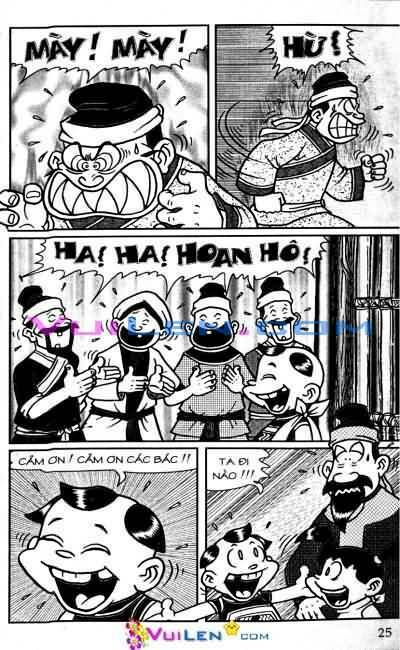 MÀY! MÀY!
HỪ!
HA! HA! HOAN HÔ!
VUILEN.COM
CẢM ƠN! CẢM ƠN CÁC BÁC!!
TA ĐI
NÀO!!!
25
VUILEN.COM